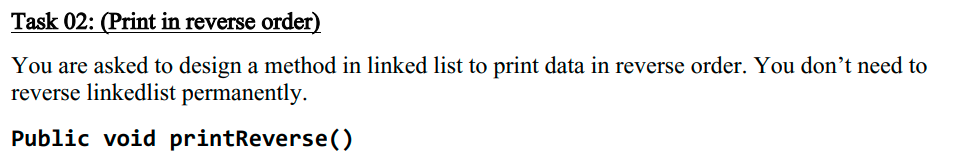 Task 02: (Print in reverse order)
You are asked to design a method in linked list to print data in reverse order. You don’t need to
reverse linkedlist permanently.
Public void printReverse()